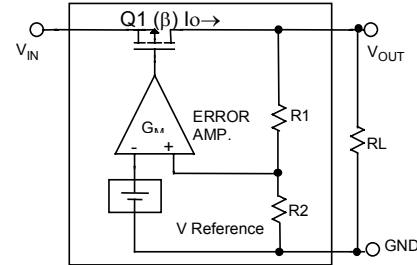 Q1 (β) Io→
VIN
VOUT
R1
ERROR
AMP.
GM
- +
RL
R2
V Reference
GND